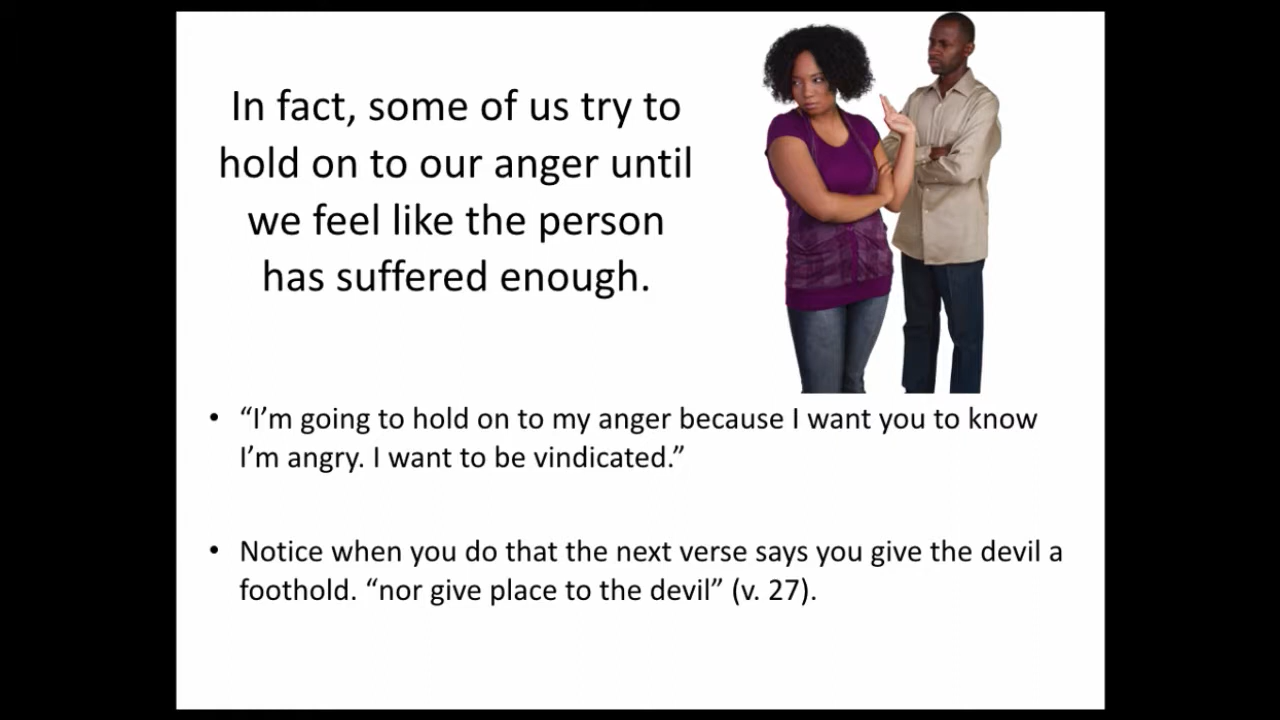 In fact, some of us try to
hold on to our anger until
we feel like the person
has suffered enough.
• “I’m going to hold on to my anger because I want you to know
I’m angry. I want to be vindicated.”
• Notice when you do that the next verse says you give the devil a
foothold. “nor give place to the devil” (v. 27).